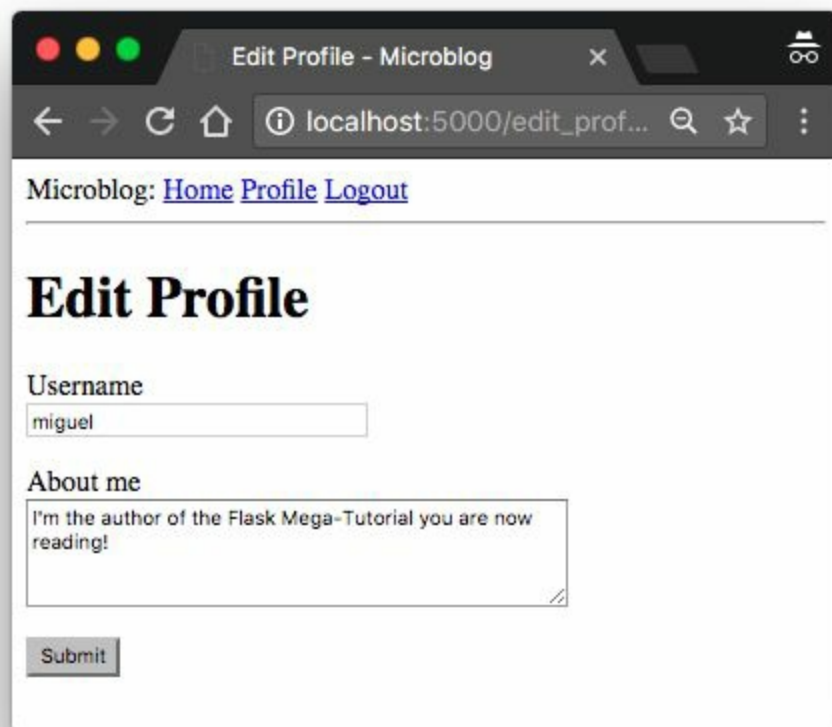 Edit Profile - Microblog
localhost:5000/edit_prof...
Microblog: Home Profile Logout
Edit Profile
Username
miguel
About me
I'm the author of the Flask Mega-Tutorial you are now
reading!
Submit